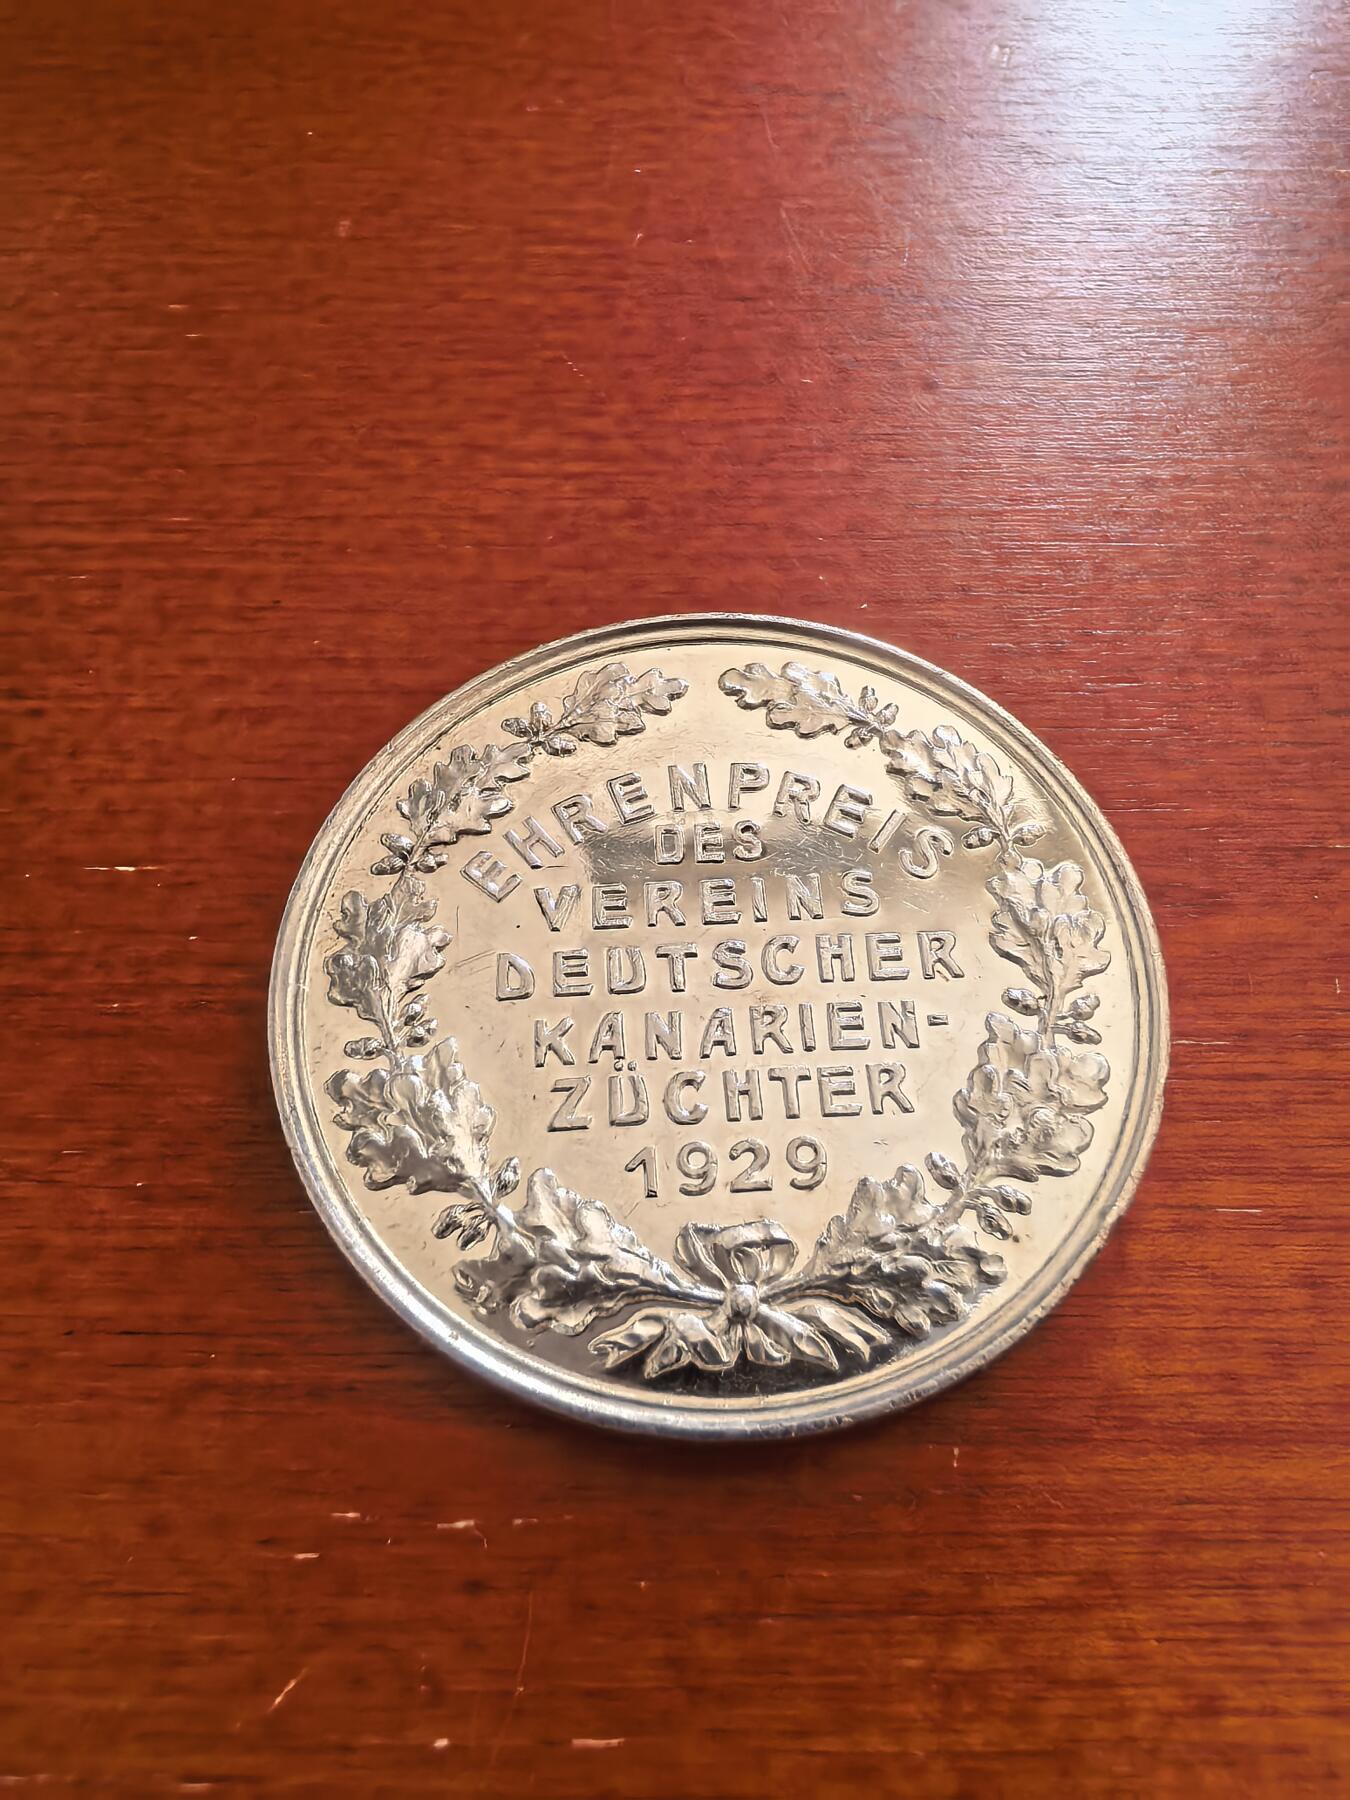 EHRENPREIS
DES
VEREINS
DEUTSCHER
KANARIEN-
ZÜCHTER
1929